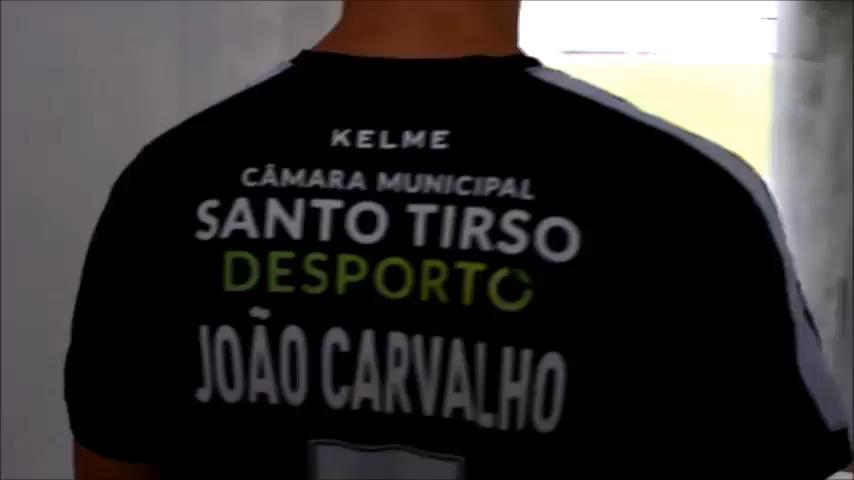 KELME
CÂMARA MUNICIPAL
SANTO TIRSO
DESPORTO
JOÃO CARVALHO